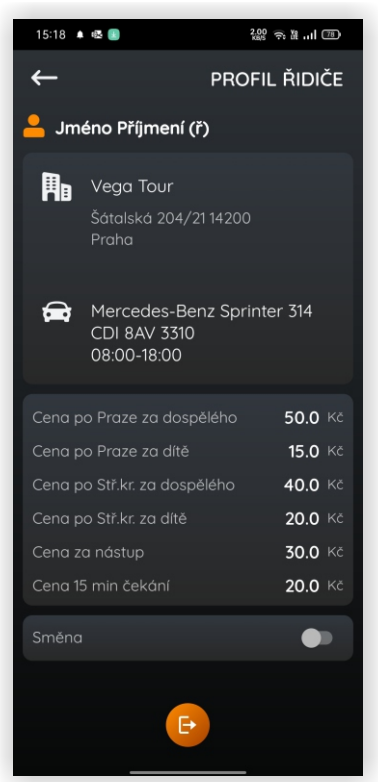 15:18 2,00 KB/S 78
PROFIL ŘIDIČE
Jméno Příjmení (ř)
Vega Tour
Šátalská 204/21 14200
Praha
Mercedes-Benz Sprinter 314
CDI 8AV 3310
08:00-18:00
Cena po Praze za dospělého 50.0 Kč
Cena po Praze za dítě 15.0 Kč
Cena po Stř.kr. za dospělého 40.0 Kč
Cena po Stř.kr. za dítě 20.0 Kč
Cena za nástup 30.0 Kč
Cena 15 min čekání 20.0 Kč
Směna